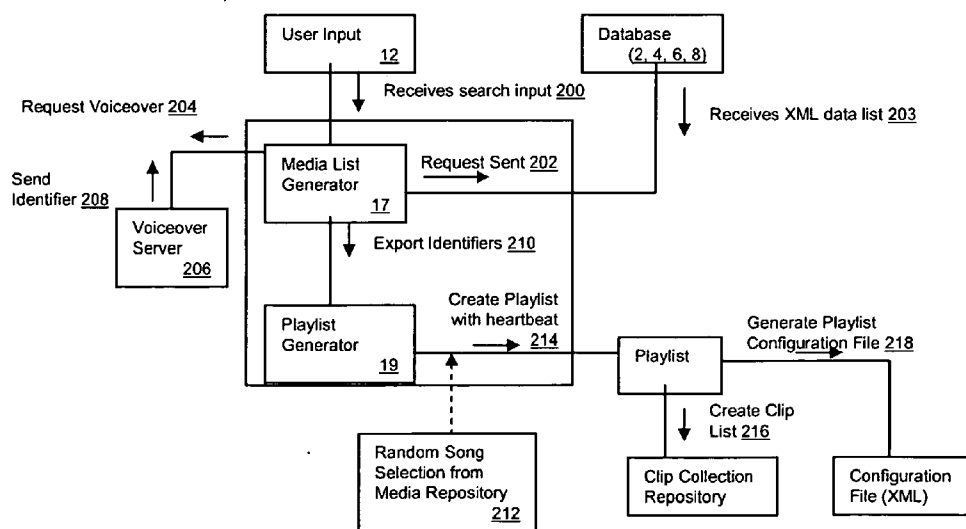 User Input
12
Database
(2, 4, 6, 8)
Receives search input 200
Request Voiceover 204
Receives XML data list 203
Media List
Generator
17
Request Sent 202
Send
Identifier 208
Voiceover
Server
206
Export Identifiers 210
Playlist
Generator
19
Create Playlist
with heartbeat
214
Playlist
Generate Playlist
Configuration File 218
Create Clip
List 216
Random Song
Selection from
Media Repository
212
Clip Collection
Repository
Configuration
File (XML)